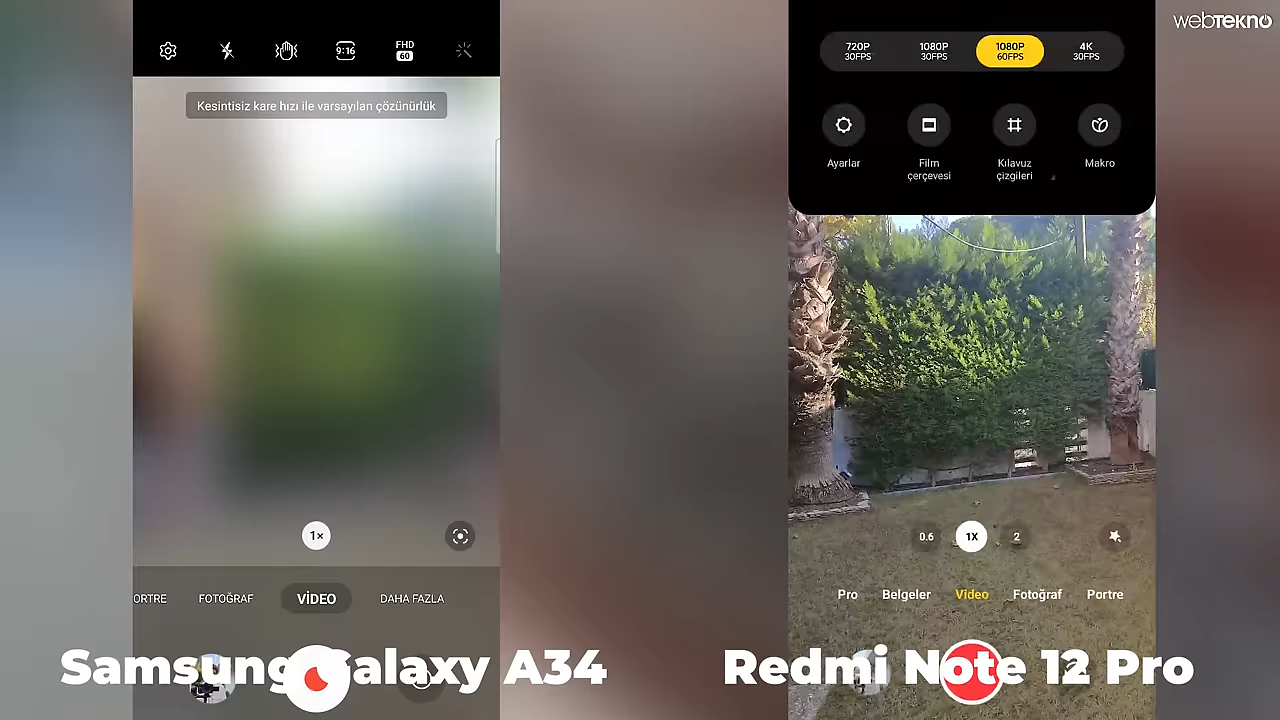 webtekno
9:16
FHD
60
Kesintisiz kare hızı ile varsayılan çözünürlük
1×
ORTRE
FOTOĞRAF
VİDEO
DAHA FAZLA
Samsung Galaxy A34
720P
30FPS
1080P
30FPS
1080P
60FPS
4K
30FPS
Ayarlar
Film
çerçevesi
Kılavuz
çizgileri
Makro
0.6
1X
2
Pro
Belgeler
Video
Fotoğraf
Portre
Redmi Note 12 Pro